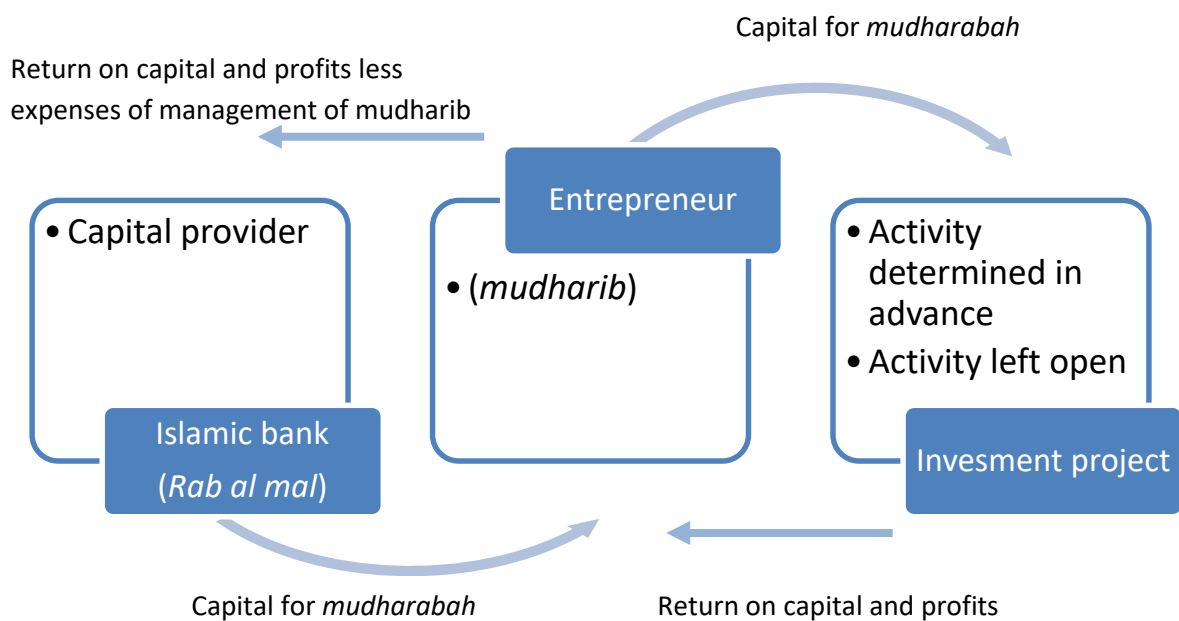 Capital for mudharabah
Return on capital and profits less
expenses of management of mudharib
Entrepreneur
• Capital provider
• (mudharib)
• Activity
determined in
advance
• Activity left open
Islamic bank
(Rab al mal)
Invesment project
Capital for mudharabah
Return on capital and profits